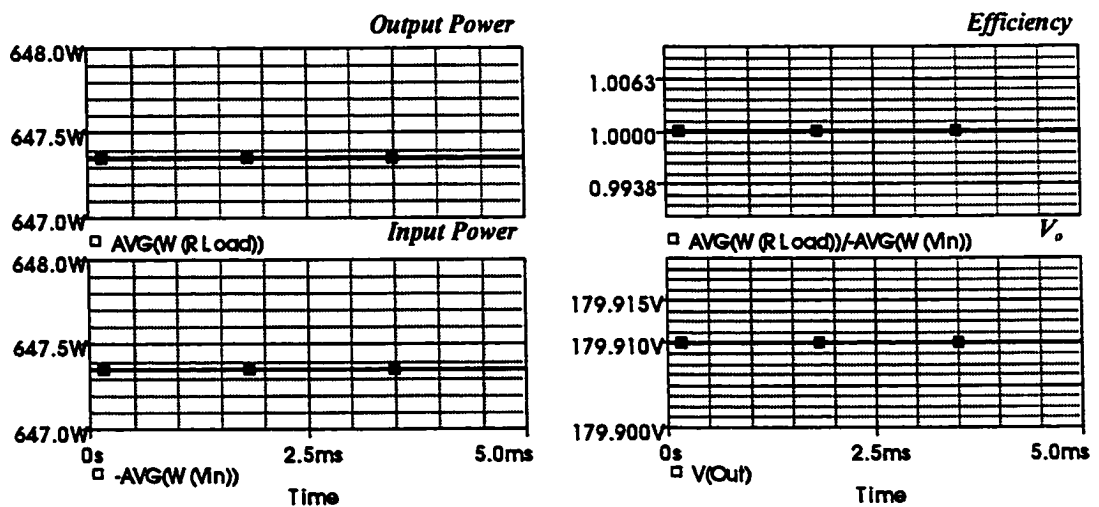 Output Power
648.0W
647.5W
647.0W
AVG(W(RLoad))
Input Power
648.0W
647.5W
647.0W
0s 2.5ms 5.0ms
-AVG(W(Vin))
Time
Efficiency
1.0063
1.0000
0.9938
AVG(W(RLoad))/-AVG(W(Vin))
Vo
179.915V
179.910V
179.900V
0s 2.5ms 5.0ms
V(Out)
Time